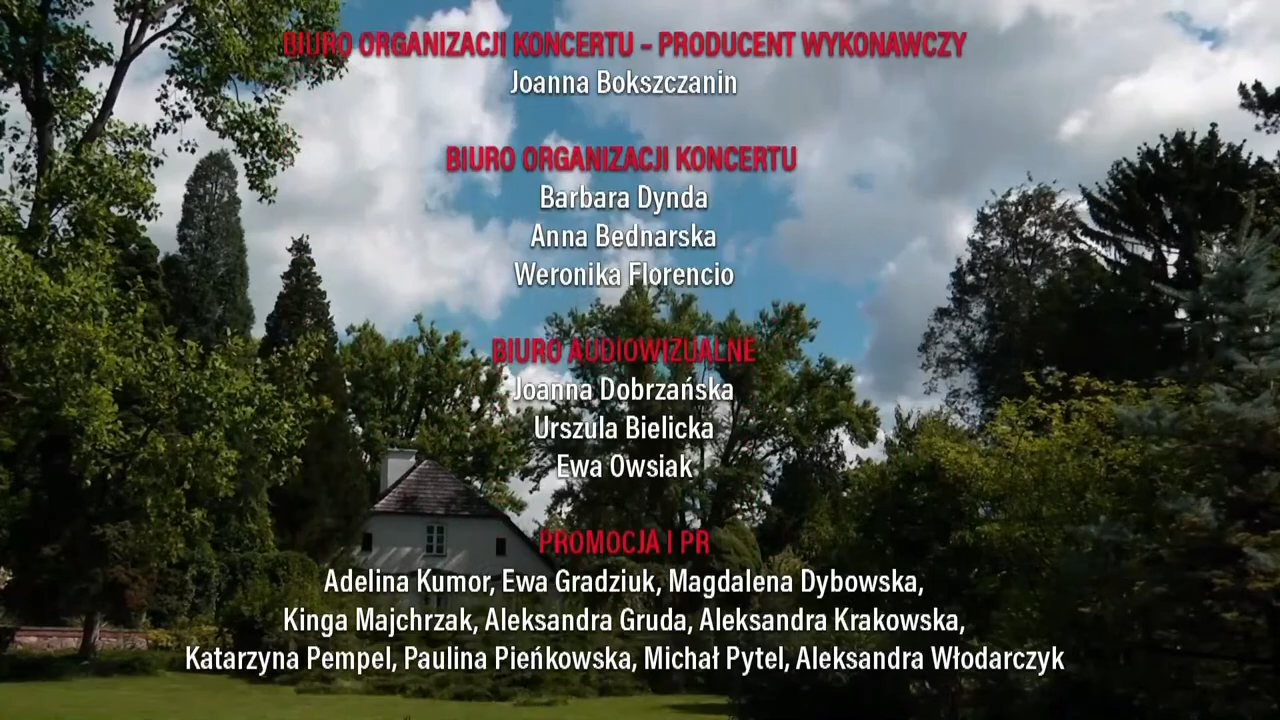 BIURO ORGANIZACJI KONCERTU – PRODUCENT WYKONAWCZY
Joanna Bokszczanin
BIURO ORGANIZACJI KONCERTU
Barbara Dynda
Anna Bednarska
Weronika Florencio
BIURO AUDIOWIZUALNE
Joanna Dobrzańska
Urszula Bielicka
Ewa Owsiak
PROMOCJA I PR
Adelina Kumor, Ewa Gradziuk, Magdalena Dybowska,
Kinga Majchrzak, Aleksandra Gruda, Aleksandra Krakowska,
Katarzyna Pempel, Paulina Pieńkowska, Michał Pytel, Aleksandra Włodarczyk